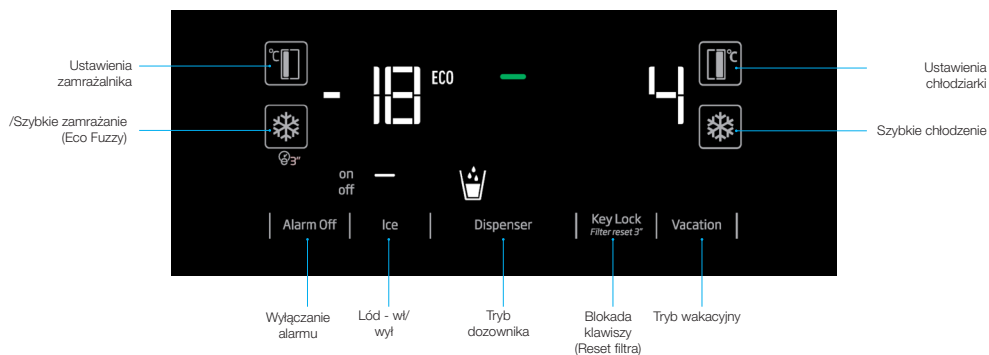 Ustawienia
zamrażalnika
/Szybkie zamrażanie
(Eco Fuzzy)
°C
3"
- 18
ECO
4
°C
Ustawienia
chłodziarki
Szybkie chłodzenie
on
off
Alarm Off
Ice
Dispenser
Key Lock
Filter reset 3"
Vacation
Wyłączanie
alarmu
Lód - wł/
wył
Tryb
dozownika
Blokada
klawiszy
(Reset filtra)
Tryb wakacyjny